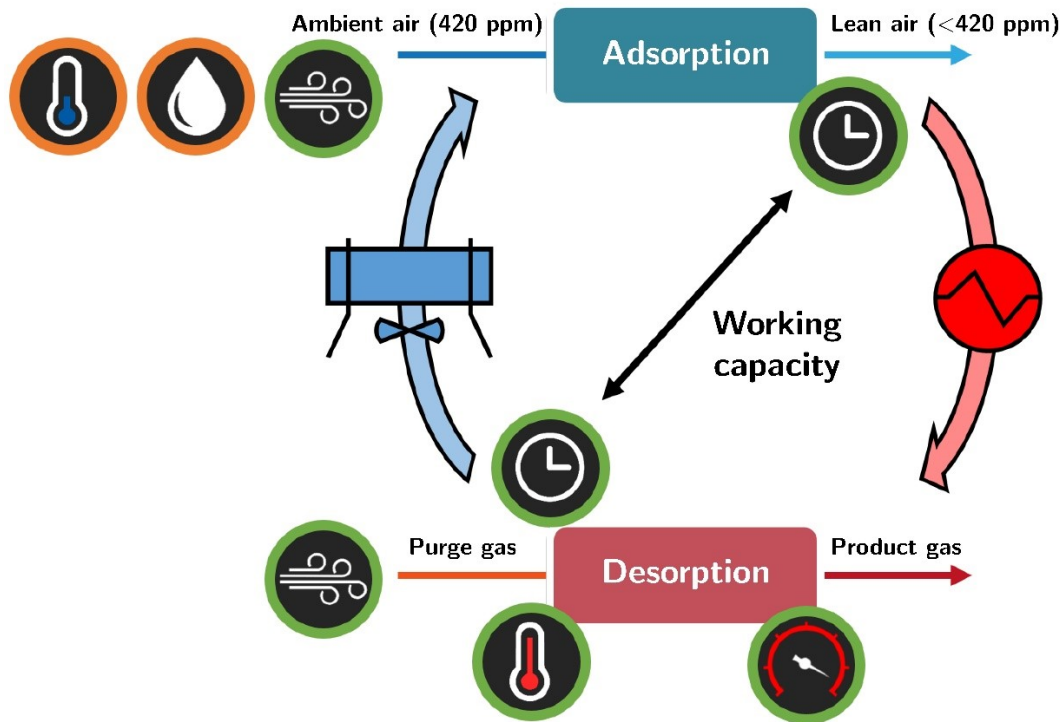 Ambient air (420 ppm)
Adsorption
Lean air (<420 ppm)
Working
capacity
Purge gas
Desorption
Product gas